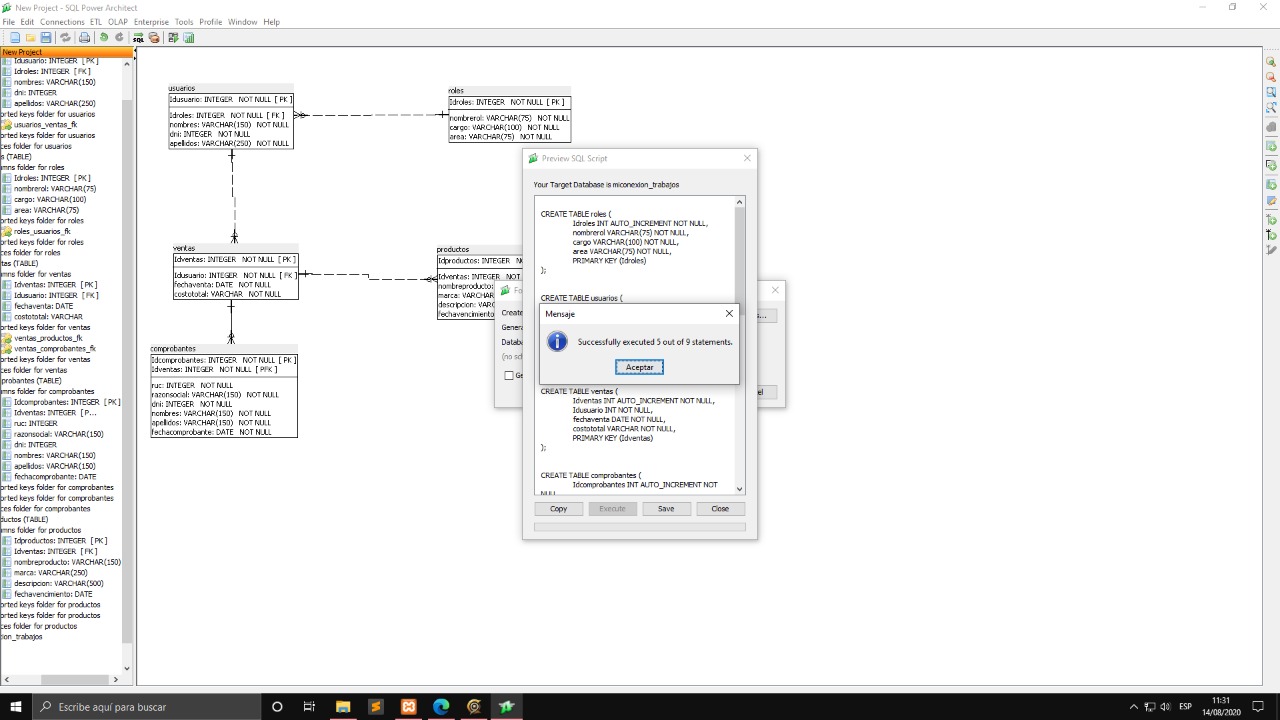 New Project - SQL Power Architect
File Edit Connections ETL OLAP Enterprise Tools Profile Window Help
SQL
New Project
Idusuario: INTEGER [PK]
Idroles: INTEGER [FK]
nombres: VARCHAR(150)
dni: INTEGER
apellidos: VARCHAR(250)
orted keys folder for usuarios
usuarios_ventas_fk
orted keys folder for usuarios
ces folder for usuarios
s (TABLE)
mns folder for roles
Idroles: INTEGER [PK]
nombrerol: VARCHAR(75)
cargo: VARCHAR(100)
area: VARCHAR(75)
orted keys folder for roles
roles_usuarios_fk
orted keys folder for roles
ces folder for roles
tas (TABLE)
mns folder for ventas
Idventas: INTEGER [PK]
Idusuario: INTEGER [FK]
fechaventa: DATE
costototal: VARCHAR
orted keys folder for ventas
ventas_productos_fk
ventas_comprobantes_fk
orted keys folder for ventas
ces folder for ventas
probantes (TABLE)
mns folder for comprobantes
Idcomprobantes: INTEGER [PK]
Idventas: INTEGER [P...
ruc: INTEGER
razonsocial: VARCHAR(150)
dni: INTEGER
nombres: VARCHAR(150)
apellidos: VARCHAR(150)
fechacomprobante: DATE
orted keys folder for comprobantes
orted keys folder for comprobantes
ces folder for comprobantes
ductos (TABLE)
mns folder for productos
Idproductos: INTEGER [PK]
Idventas: INTEGER [FK]
nombreproducto: VARCHAR(150)
marca: VARCHAR(250)
descripcion: VARCHAR(500)
fechavencimiento: DATE
orted keys folder for productos
orted keys folder for productos
ces folder for productos
ion_trabajos
usuarios
Idusuario: INTEGER NOT NULL [ PK ]
Idroles: INTEGER NOT NULL [ FK ]
nombres: VARCHAR(150) NOT NULL
dni: INTEGER NOT NULL
apellidos: VARCHAR(250) NOT NULL
roles
Idroles: INTEGER NOT NULL [ PK ]
nombrerol: VARCHAR(75) NOT NULL
cargo: VARCHAR(100) NOT NULL
area: VARCHAR(75) NOT NULL
ventas
Idventas: INTEGER NOT NULL [ PK ]
Idusuario: INTEGER NOT NULL [ FK ]
fechaventa: DATE NOT NULL
costototal: VARCHAR NOT NULL
productos
Idproductos: INTEGER NOT
Idventas: INTEGER NOT
nombreproducto:
marca: VARCHAR
descripcion: VAR
fechavencimiento
comprobantes
Idcomprobantes: INTEGER NOT NULL [ PK ]
Idventas: INTEGER NOT NULL [ PFK ]
ruc: INTEGER NOT NULL
razonsocial: VARCHAR(150) NOT NULL
dni: INTEGER NOT NULL
nombres: VARCHAR(150) NOT NULL
apellidos: VARCHAR(150) NOT NULL
fechacomprobante: DATE NOT NULL
Fo
Create
Genera
Databa
(no sch
Ge
s...
el
Preview SQL Script
Your Target Database is miconexion_trabajos
CREATE TABLE roles (
Idroles INT AUTO_INCREMENT NOT NULL,
nombrerol VARCHAR(75) NOT NULL,
cargo VARCHAR(100) NOT NULL,
area VARCHAR(75) NOT NULL,
PRIMARY KEY (Idroles)
);
CREATE TABLE usuarios (
Mensaje
Successfully executed 5 out of 9 statements.
Aceptar
CREATE TABLE ventas (
Idventas INT AUTO_INCREMENT NOT NULL,
Idusuario INT NOT NULL,
fechaventa DATE NOT NULL,
costototal VARCHAR NOT NULL,
PRIMARY KEY (Idventas)
);
CREATE TABLE comprobantes (
Idcomprobantes INT AUTO_INCREMENT NOT
NULL
Copy Execute Save Close
Escribe aquí para buscar
ESP
11:31
14/08/2020